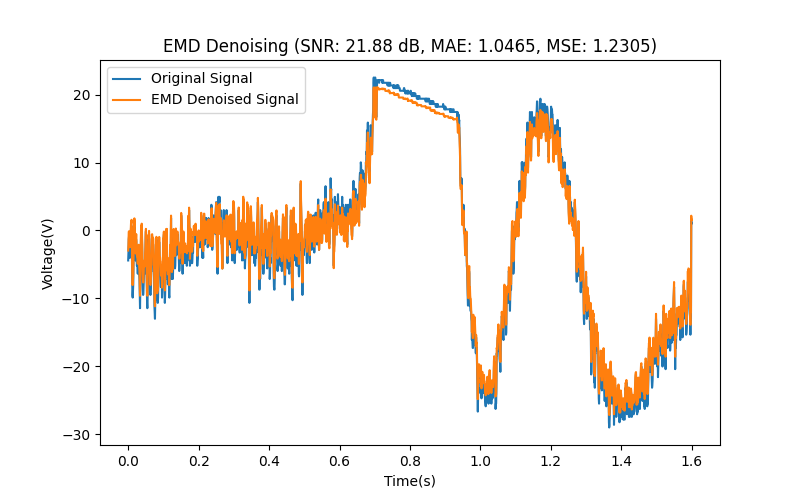 EMD Denoising (SNR: 21.88 dB, MAE: 1.0465, MSE: 1.2305)
Original Signal
EMD Denoised Signal
20
10
0
−10
−20
−30
Voltage(V)
0.0 0.2 0.4 0.6 0.8 1.0 1.2 1.4 1.6
Time(s)